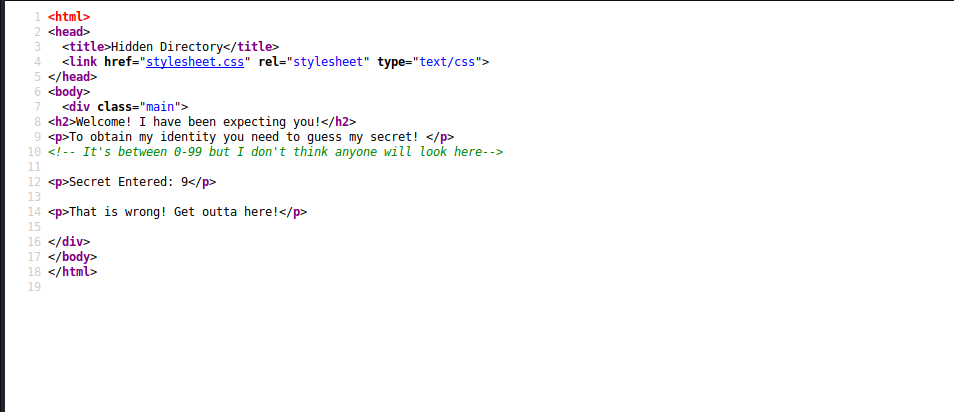 1 <html>
2 <head>
3   <title>Hidden Directory</title>
4   <link href="stylesheet.css" rel="stylesheet" type="text/css">
5 </head>
6 <body>
7   <div class="main">
8 <h2>Welcome! I have been expecting you!</h2>
9 <p>To obtain my identity you need to guess my secret! </p>
10 <!-- It's between 0-99 but I don't think anyone will look here-->
11
12 <p>Secret Entered: 9</p>
13
14 <p>That is wrong! Get outta here!</p>
15
16 </div>
17 </body>
18 </html>
19